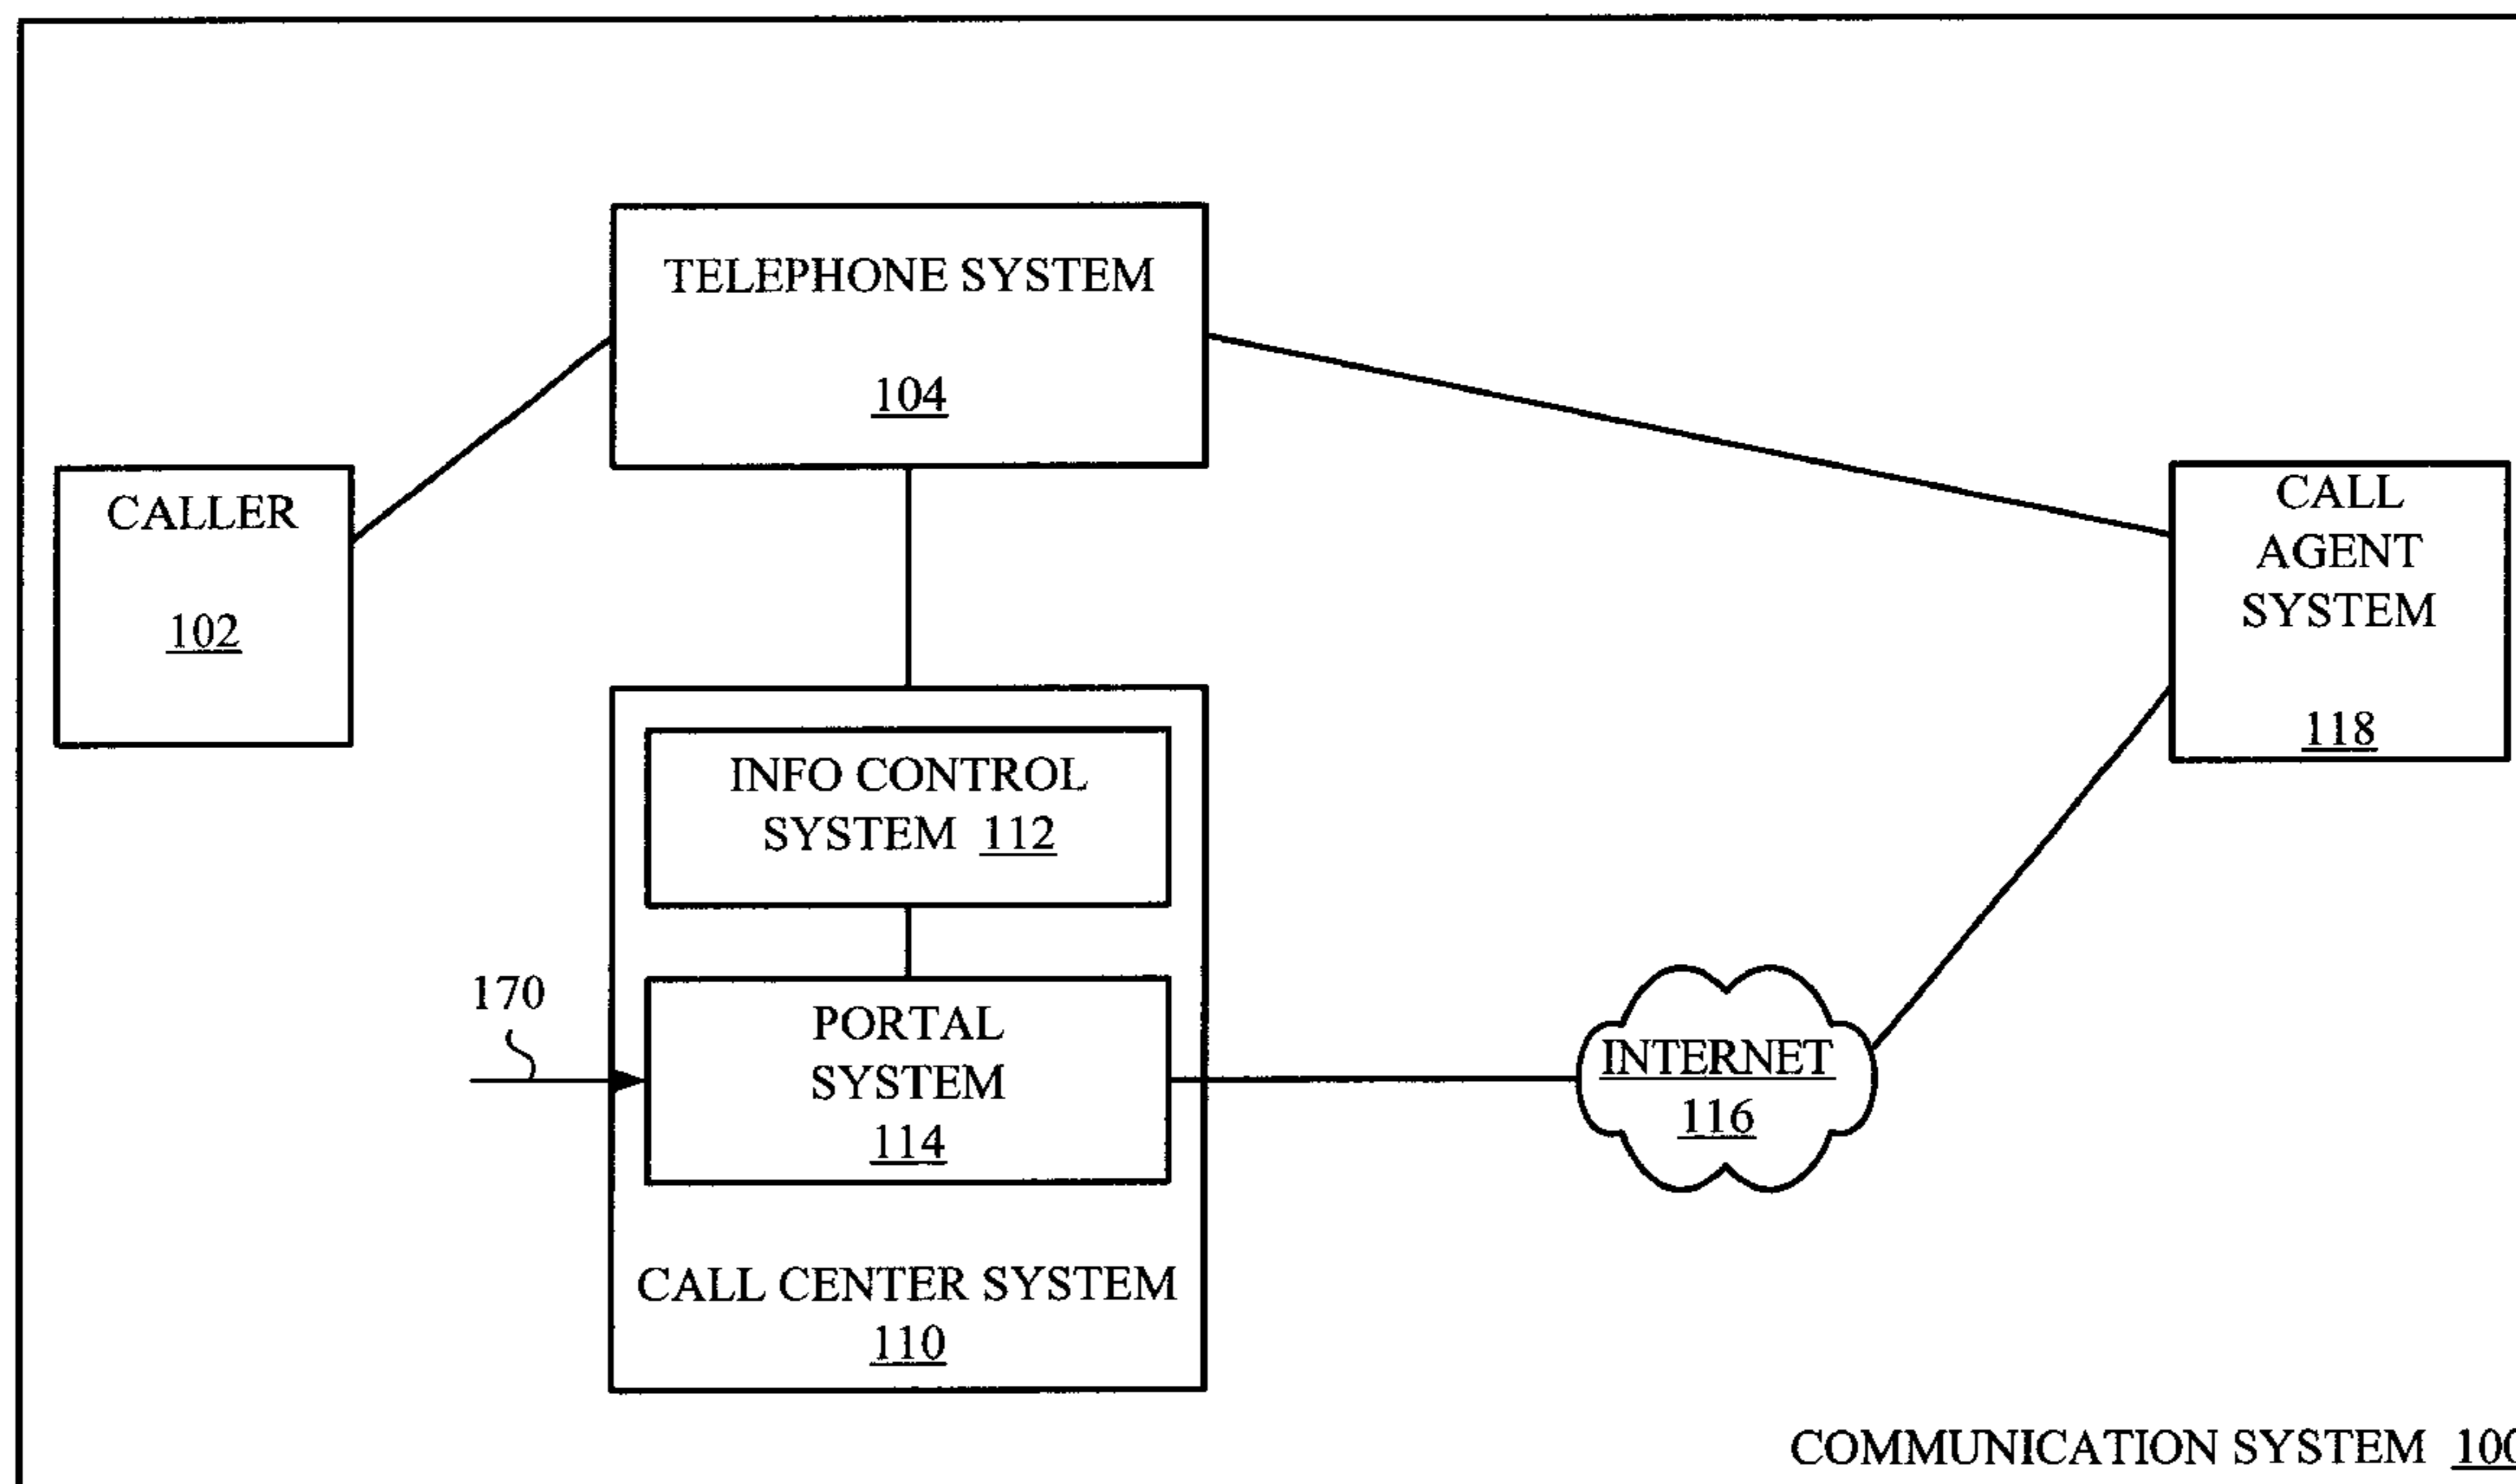 TELEPHONE SYSTEM
104
CALLER
102
CALL
AGENT
SYSTEM
118
INFO CONTROL
SYSTEM 112
170
PORTAL
SYSTEM
114
INTERNET
116
CALL CENTER SYSTEM
110
COMMUNICATION SYSTEM 100